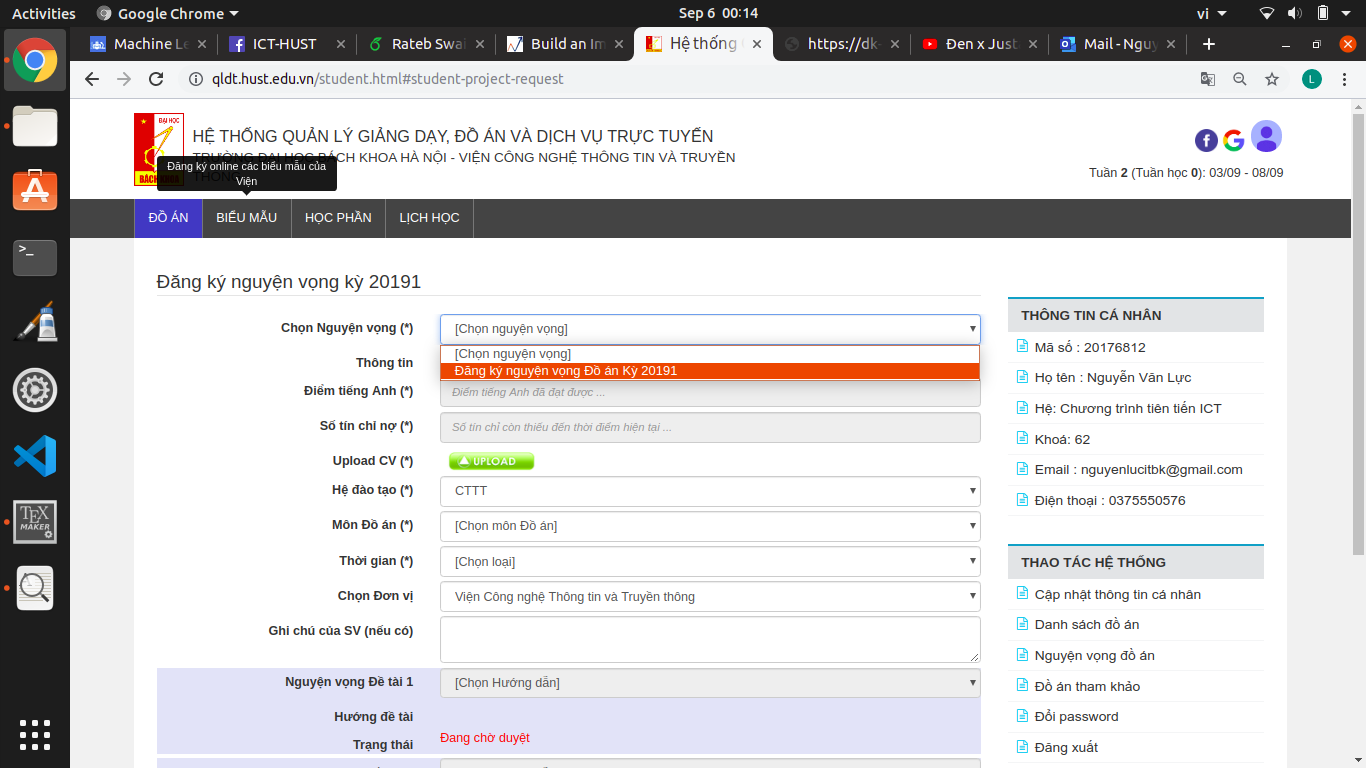 Activities
Google Chrome
Sep 6 00:14
vi
Machine Le
ICT-HUST
Rateb Swai
Build an Im
Hệ thống
https://dk-
Đen x Just
Mail - Nguy
qldt.hust.edu.vn/student.html#student-project-request
L
ĐẠI HỌC
BÁCH KHOA
HỆ THỐNG QUẢN LÝ GIẢNG DẠY, ĐỒ ÁN VÀ DỊCH VỤ TRỰC TUYẾN
TRƯỜNG ĐẠI HỌC BÁCH KHOA HÀ NỘI - VIỆN CÔNG NGHỆ THÔNG TIN VÀ TRUYỀN
Đăng ký online các biểu mẫu của
Viện
Tuần 2 (Tuần học 0): 03/09 - 08/09
ĐỒ ÁN
BIỂU MẪU
HỌC PHẦN
LỊCH HỌC
Đăng ký nguyện vọng kỳ 20191
Chọn Nguyện vọng (*)
[Chọn nguyện vọng]
[Chọn nguyện vọng]
Đăng ký nguyện vọng Đồ án Kỳ 20191
Thông tin
Điểm tiếng Anh (*)
Điểm tiếng Anh đã đạt được ...
Số tín chỉ nợ (*)
Số tín chỉ còn thiếu đến thời điểm hiện tại ...
Upload CV (*)
UPLOAD
Hệ đào tạo (*)
CTTT
Môn Đồ án (*)
[Chọn môn Đồ án]
Thời gian (*)
[Chọn loại]
Chọn Đơn vị
Viện Công nghệ Thông tin và Truyền thông
Ghi chú của SV (nếu có)
Nguyện vọng Đề tài 1
[Chọn Hướng dẫn]
Hướng đề tài
Trạng thái
Đang chờ duyệt
THÔNG TIN CÁ NHÂN
Mã số : 20176812
Họ tên : Nguyễn Văn Lực
Hệ: Chương trình tiên tiến ICT
Khoá: 62
Email : nguyenlucitbk@gmail.com
Điện thoại : 0375550576
THAO TÁC HỆ THỐNG
Cập nhật thông tin cá nhân
Danh sách đồ án
Nguyện vọng đồ án
Đồ án tham khảo
Đổi password
Đăng xuất
TEX
MAKER